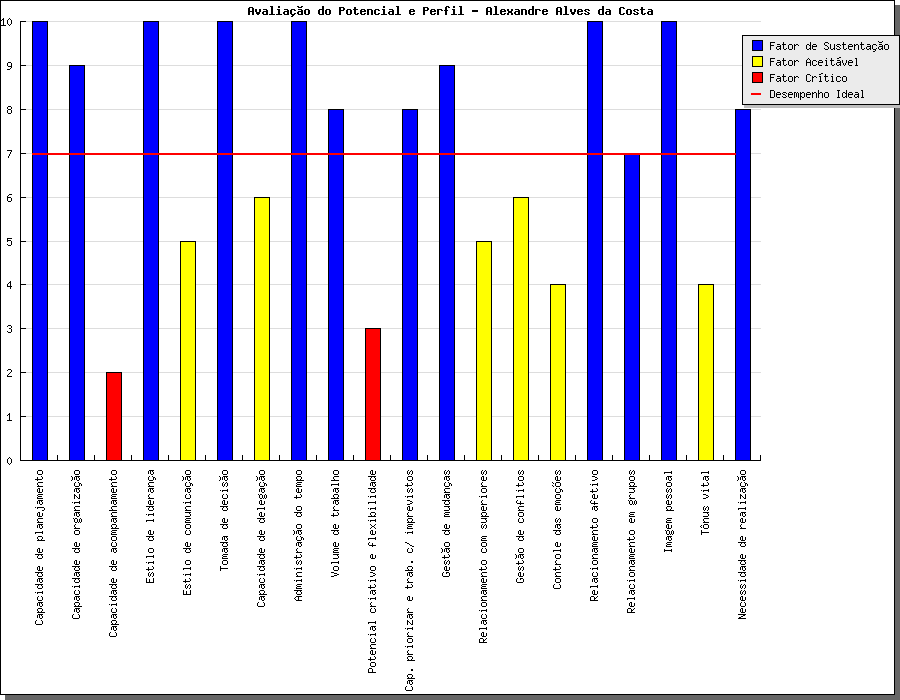 Avaliação do Potencial e Perfil - Alexandre Alves da Costa
10
9
8
7
6
5
4
3
2
1
0
Fator de Sustentação
Fator Aceitável
Fator Crítico
Desempenho Ideal
Capacidade de planejamento
Capacidade de organização
Capacidade de acompanhamento
Estilo de liderança
Estilo de comunicação
Tomada de decisão
Capacidade de delegação
Administração do tempo
Volume de trabalho
Potencial criativo e flexibilidade
Cap. priorizar e trab. c/ imprevistos
Gestão de mudanças
Relacionamento com superiores
Gestão de conflitos
Controle das emoções
Relacionamento afetivo
Relacionamento em grupos
Imagem pessoal
Tônus vital
Necessidade de realização